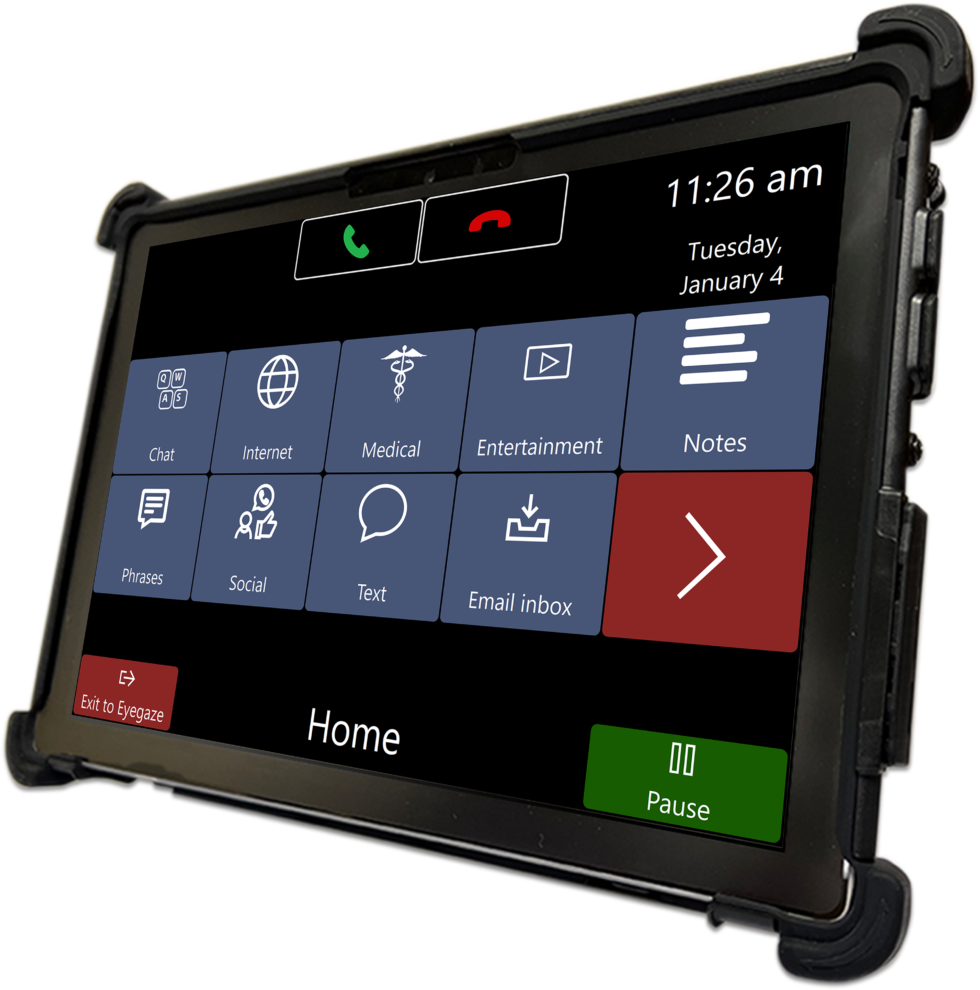 11:26 am
Tuesday,
January 4
Q W
A S
Chat
Internet
Medical
Entertainment
Notes
Phrases
Social
Text
Email inbox
Exit to Eyegaze
Home
Pause